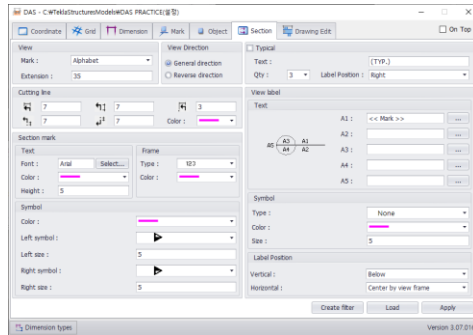 DAS - C:₩TeklaStructuresModels₩DAS PRACTICE(설정)
Coordinate Grid Dimension Mark Object Section Drawing Edit On Top
View
Mark : Alphabet
Extension : 35
View Direction
General direction
Reverse direction
Typical
Text : (TYP.)
Qty : 3 Label Postion : Right
Cutting line
7 7 3
7 7 Color :
Section mark
Text
Font : Arial Select...
Color :
Height : 5
Frame
Type : 123
Color :
Symbol
Color :
Left symbol :
Left size : 5
Right symbol :
Right size : 5
View label
Text
A5 A3 A1 A4 A2
A1 : << Mark >> ...
A2 : ...
A3 : ...
A4 : ...
A5 : ...
Symbol
Type : None
Color :
Size : 5
Label Position
Vertical : Below
Horizontal : Center by view frame
Create filter Load Apply
Dimension types Version 3.07.01